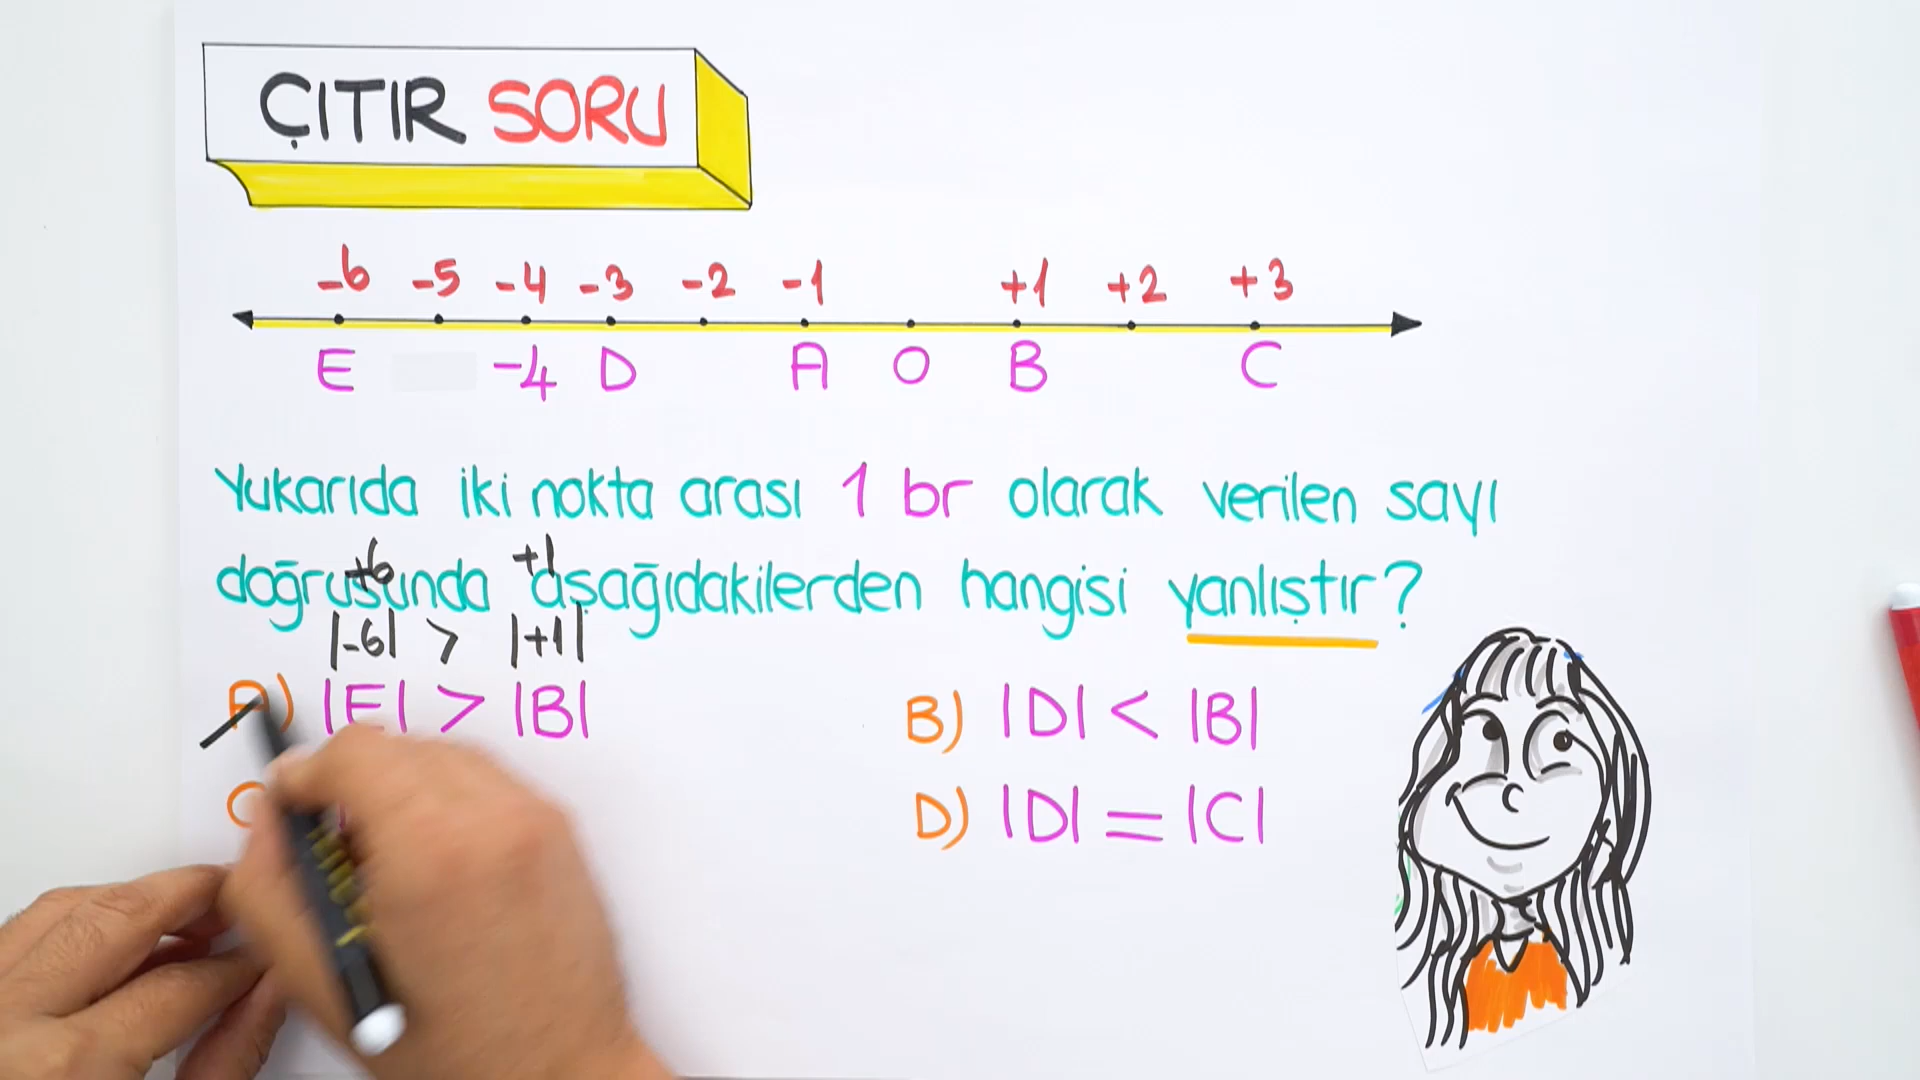 ÇITIR SORU
-6 -5 -4 -3 -2 -1 +1 +2 +3
E -4 D A O B C
Yukarıda iki nokta arası 1 br olarak verilen sayı
+6 +1
doğrusunda aşağıdakilerden hangisi yanlıştır?
|-6| > |+1|
A) |E| > |B| B) |D| < |B|
D) |D| = |C|